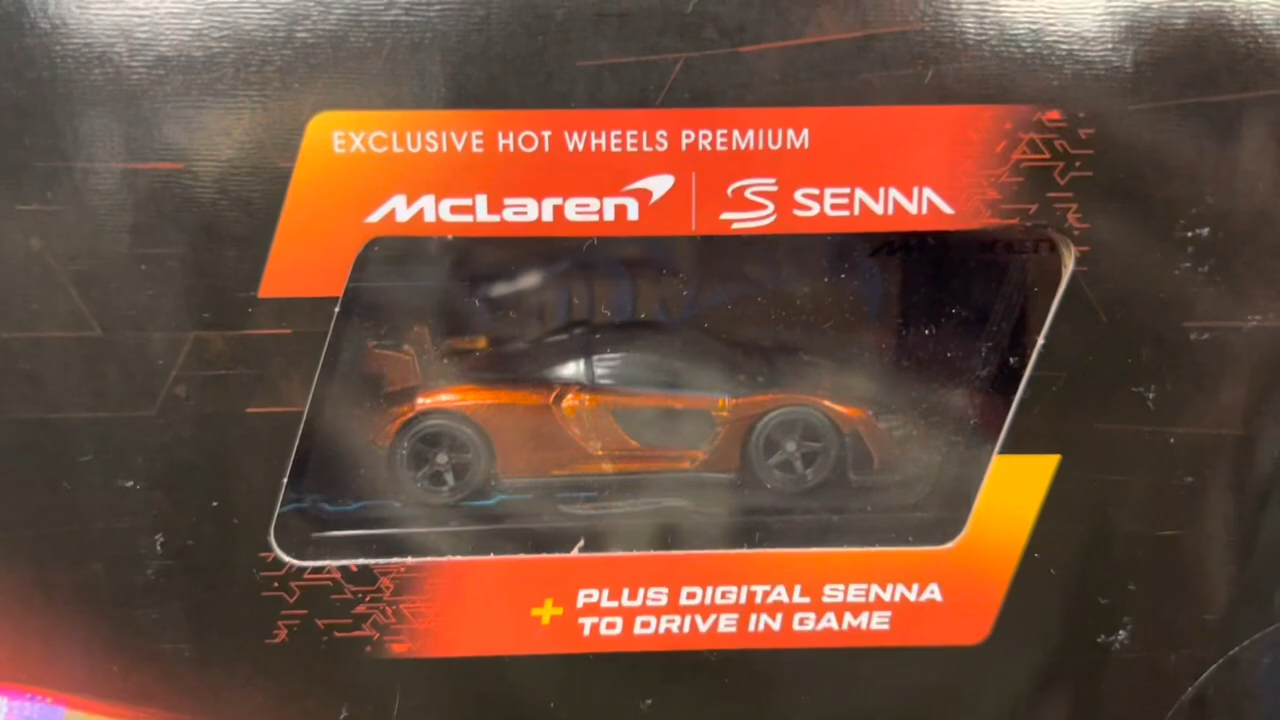 EXCLUSIVE HOT WHEELS PREMIUM
McLaren | SENNA
+ PLUS DIGITAL SENNA
TO DRIVE IN GAME